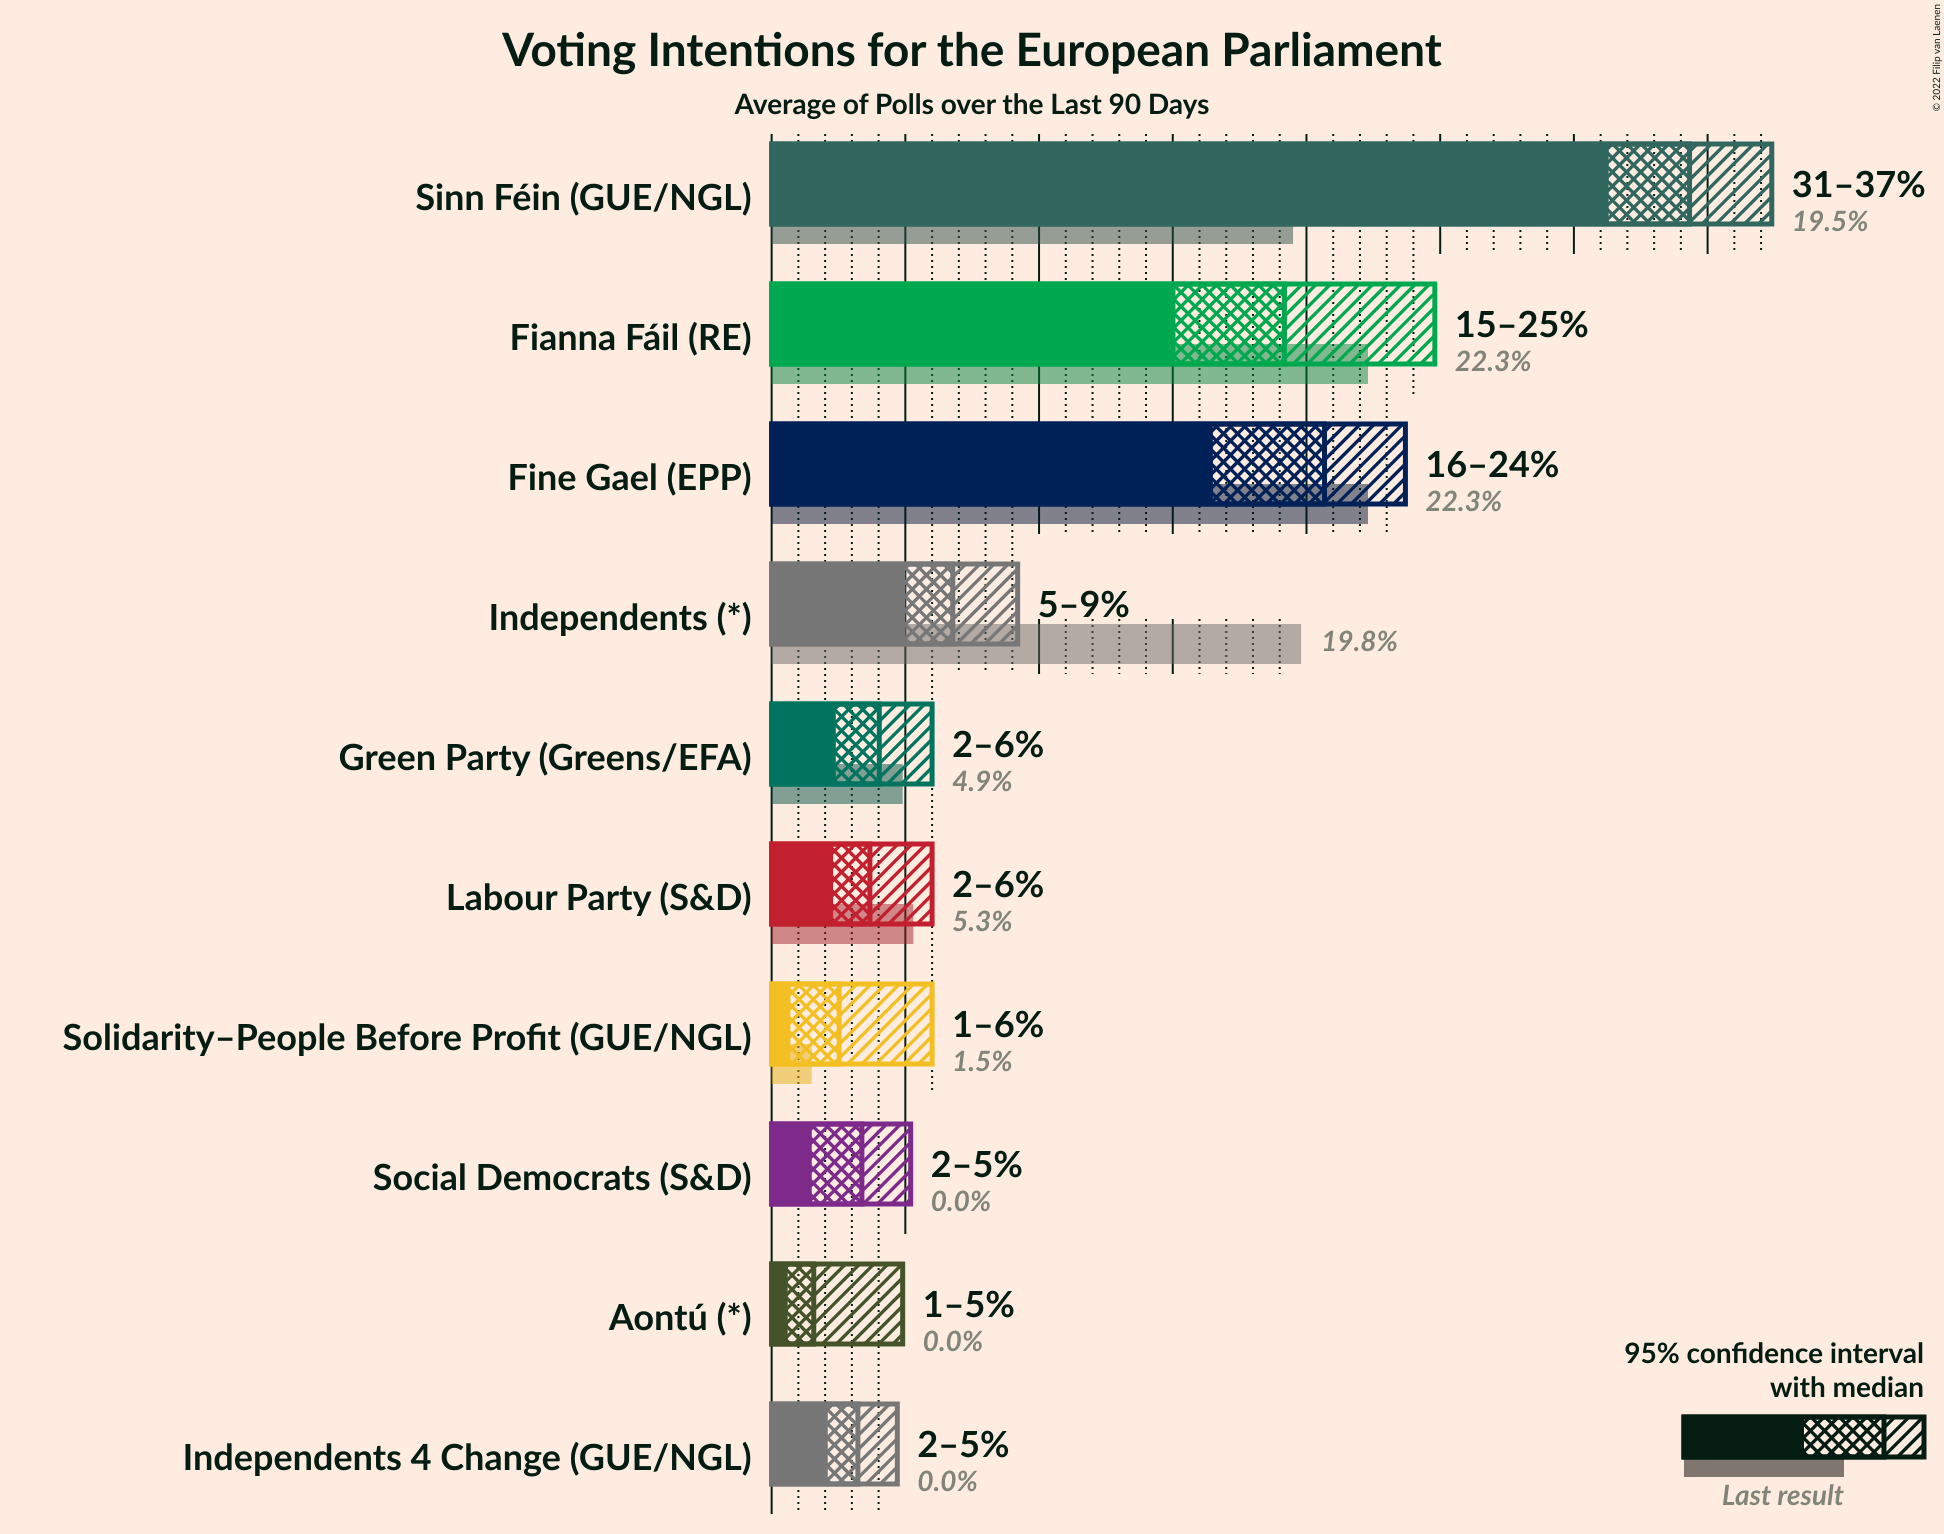 Voting Intentions for the European Parliament
Average of Polls over the Last 90 Days
© 2022 Filip van Laenen
Sinn Féin (GUE/NGL)
31–37%
19.5%
Fianna Fáil (RE)
15–25%
22.3%
Fine Gael (EPP)
16–24%
22.3%
Independents (*)
5–9%
19.8%
Green Party (Greens/EFA)
2–6%
4.9%
Labour Party (S&D)
2–6%
5.3%
Solidarity–People Before Profit (GUE/NGL)
1–6%
1.5%
Social Democrats (S&D)
2–5%
0.0%
Aontú (*)
1–5%
0.0%
Independents 4 Change (GUE/NGL)
2–5%
0.0%
95% confidence interval
with median
Last result